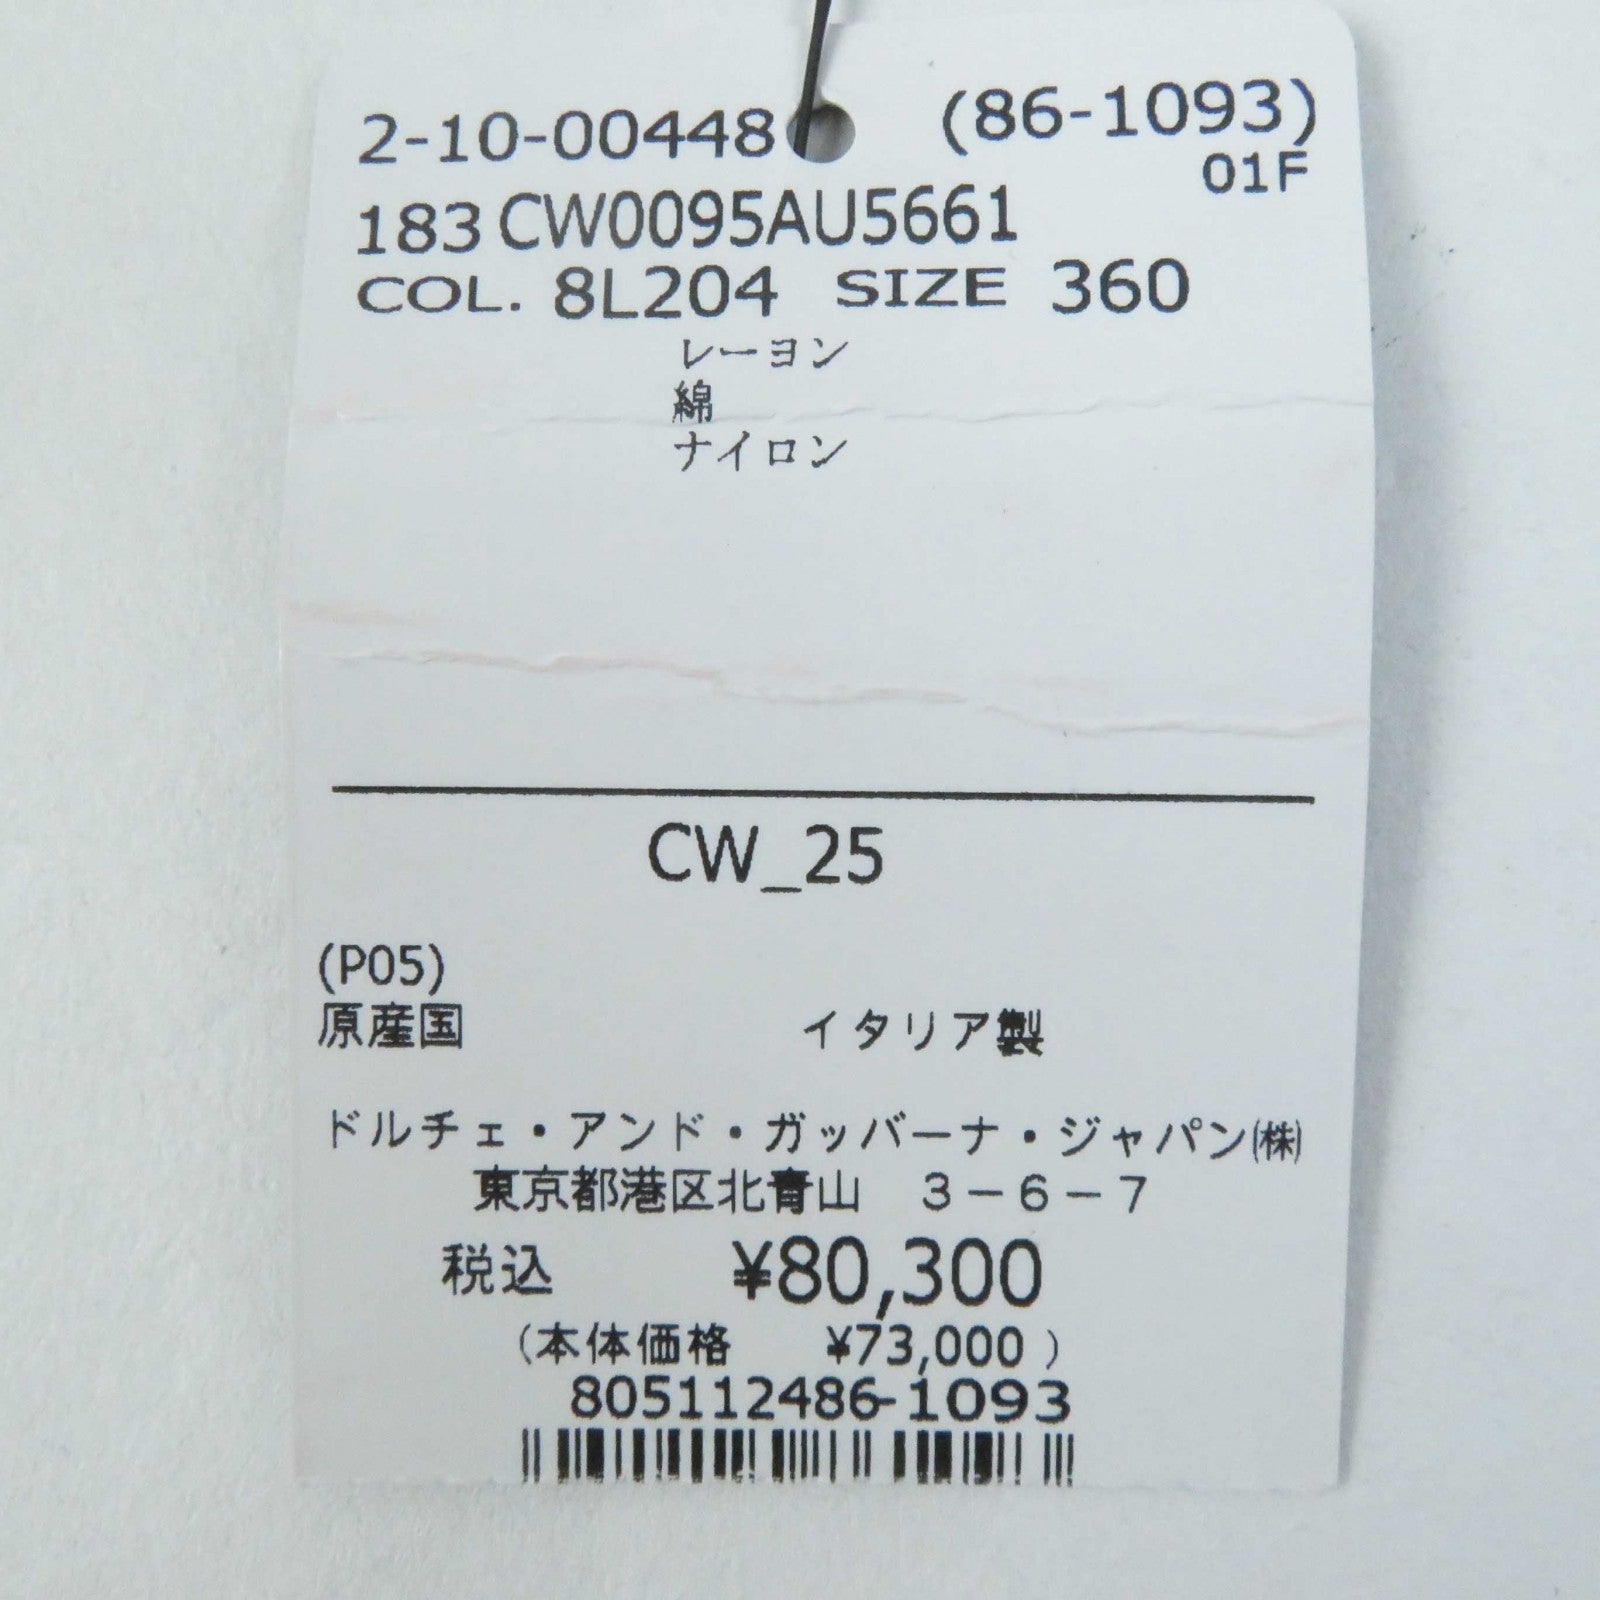 2-10-00448 (86-1093)
01F
183 CW0095AU5661
COL. 8L204 SIZE 360
レーヨン
綿
ナイロン
CW_25
(P05)
原産国 イタリア製
ドルチェ・アンド・ガッバーナ・ジャパン㈱
東京都港区北青山 3-6-7
税込 ¥80,300
(本体価格 ¥73,000)
805112486-1093